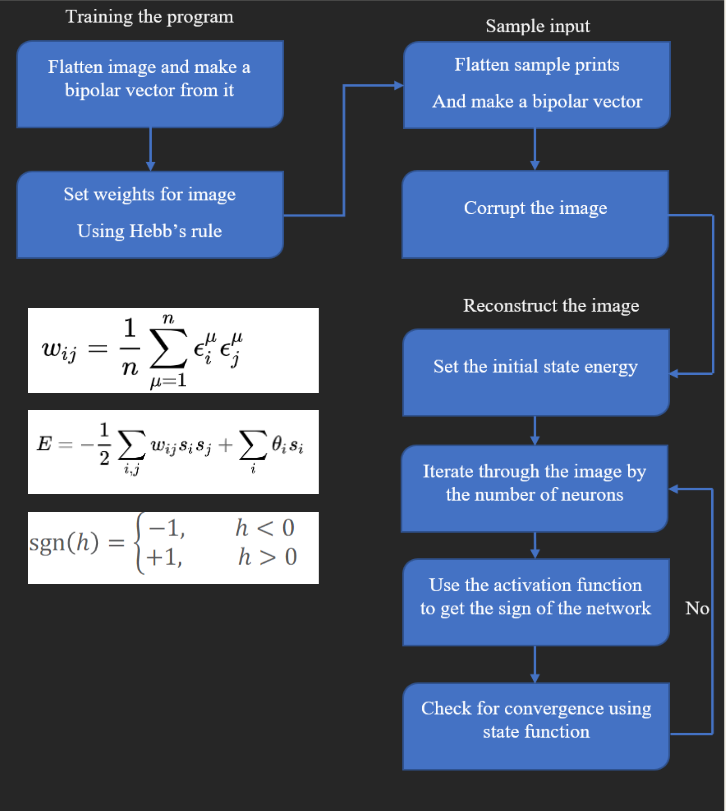 Training the program
Flatten image and make a
bipolar vector from it
Set weights for image
Using Hebb's rule
w_{ij} = \frac{1}{n} \sum_{\mu=1}^{n} \epsilon_i^{\mu} \epsilon_j^{\mu}
E = -\frac{1}{2} \sum_{i,j} w_{ij} s_i s_j + \sum_i \theta_i s_i
sgn(h) = \begin{cases} -1, & h < 0 \\ +1, & h > 0 \end{cases}
Sample input
Flatten sample prints
And make a bipolar vector
Corrupt the image
Reconstruct the image
Set the initial state energy
Iterate through the image by
the number of neurons
Use the activation function
to get the sign of the network
No
Check for convergence using
state function